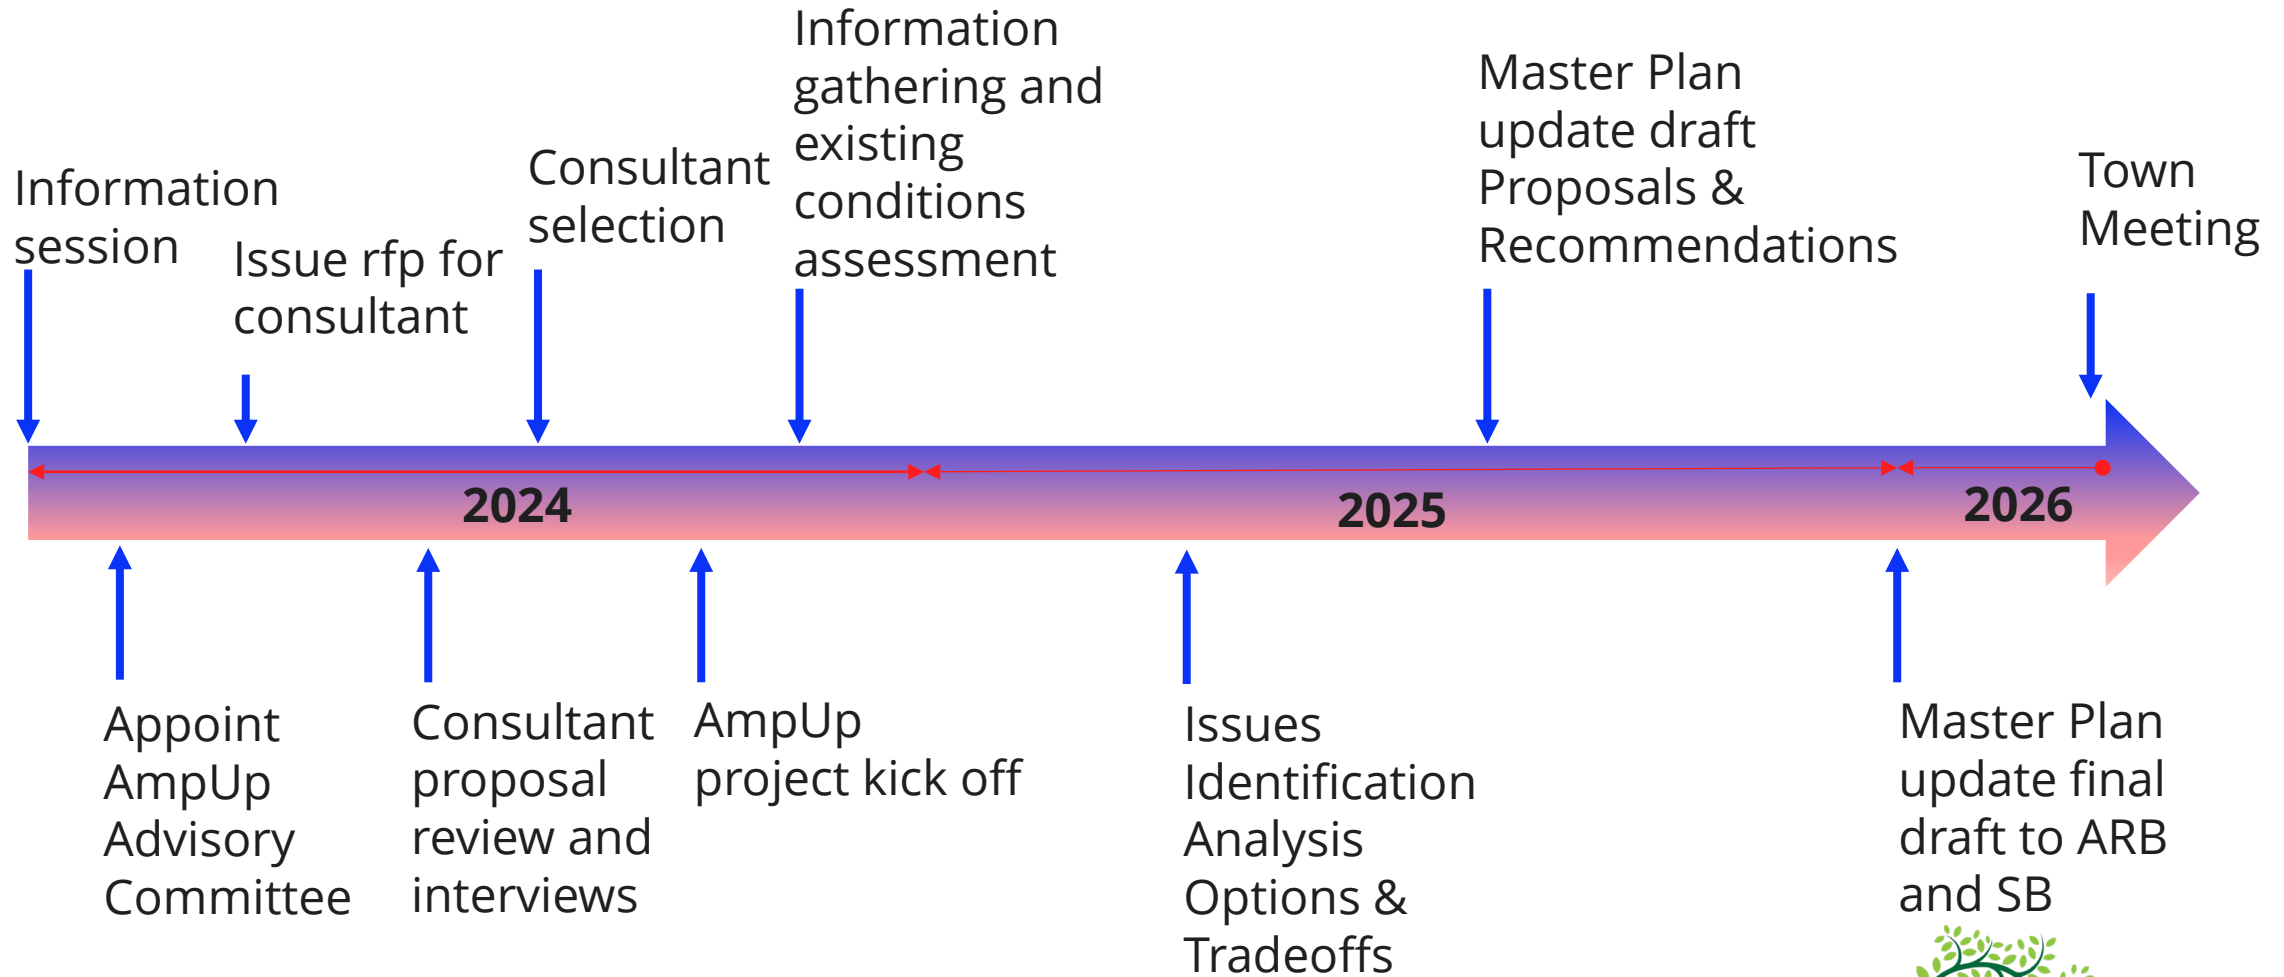 Information
session
Issue rfp for
consultant
Consultant
selection
Information
gathering and
existing
conditions
assessment
Master Plan
update draft
Proposals &
Recommendations
Town
Meeting
2024
2025
2026
Appoint
AmpUp
Advisory
Committee
Consultant
proposal
review and
interviews
AmpUp
project kick off
Issues
Identification
Analysis
Options &
Tradeoffs
Master Plan
update final
draft to ARB
and SB